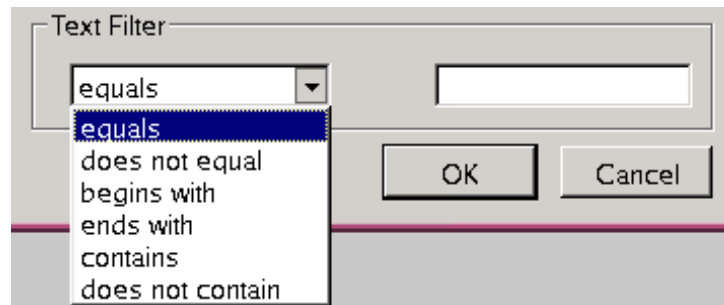 Text Filter
equals
equals
does not equal
OK
Cancel
begins with
ends with
contains
does not contain